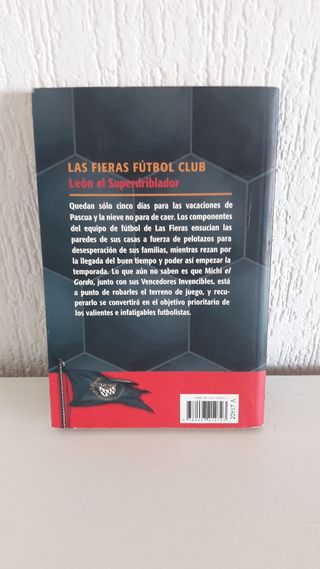 LAS FIERAS FÚTBOL CLUB
León el Superdriblador
Quedan sólo cinco días para las vacaciones de
Pascua y la nieve no para de caer. Los componentes
del equipo de fútbol de Las Fieras ensucian las
paredes de sus casas a fuerza de pelotazos para
desesperación de sus familias, mientras rezan por
la llegada del buen tiempo y poder así empezar la
temporada. Lo que aún no saben es que Michi el
Gordo, junto con sus Vencedores Invencibles, está
a punto de robarles el terreno de juego, y recu-
perarlo se convertirá en el objetivo prioritario de
los valientes e infatigables futbolistas.
20917_A